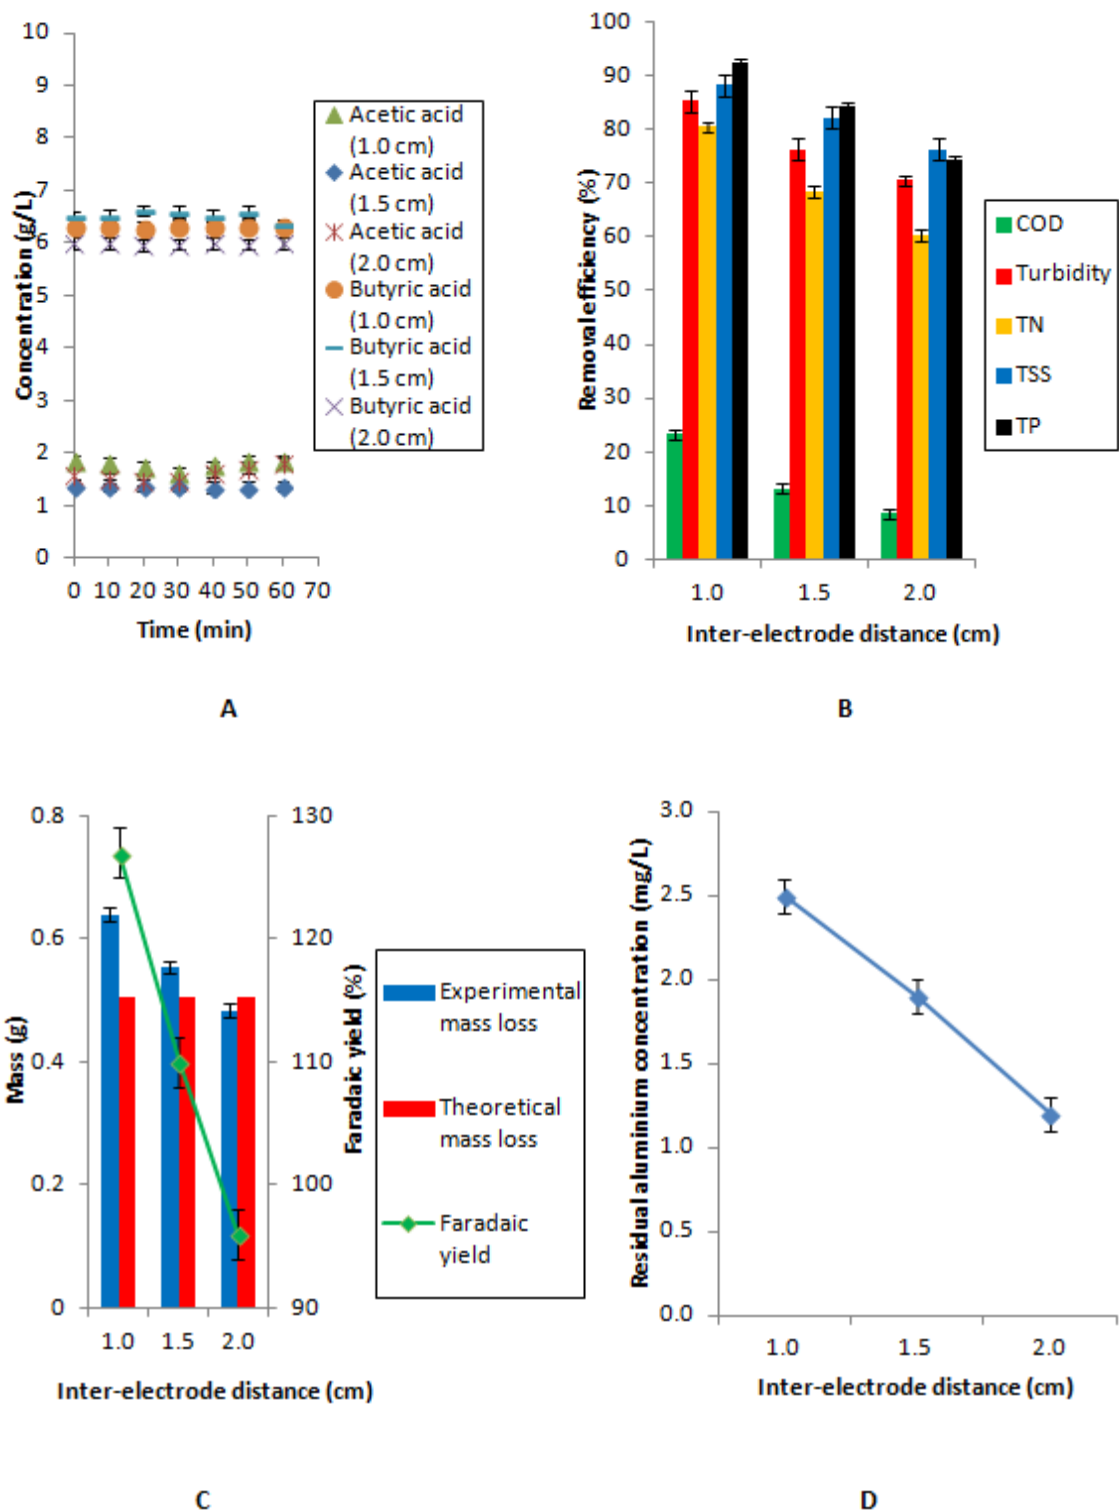 10
9
8
7
6
5
4
3
2
1
0
Concentration (g/L)
0 10 20 30 40 50 60 70
Time (min)
Acetic acid
(1.0 cm)
Acetic acid
(1.5 cm)
Acetic acid
(2.0 cm)
Butyric acid
(1.0 cm)
Butyric acid
(1.5 cm)
Butyric acid
(2.0 cm)
A
100
90
80
70
60
50
40
30
20
10
0
Removal efficiency (%)
1.0 1.5 2.0
Inter-electrode distance (cm)
COD
Turbidity
TN
TSS
TP
B
0.8
0.6
0.4
0.2
0
Mass (g)
130
120
110
100
90
Faradaic yield (%)
1.0 1.5 2.0
Inter-electrode distance (cm)
Experimental
mass loss
Theoretical
mass loss
Faradaic
yield
C
3.0
2.5
2.0
1.5
1.0
0.5
0.0
Residual aluminium concentration (mg/L)
1.0 1.5 2.0
Inter-electrode distance (cm)
D